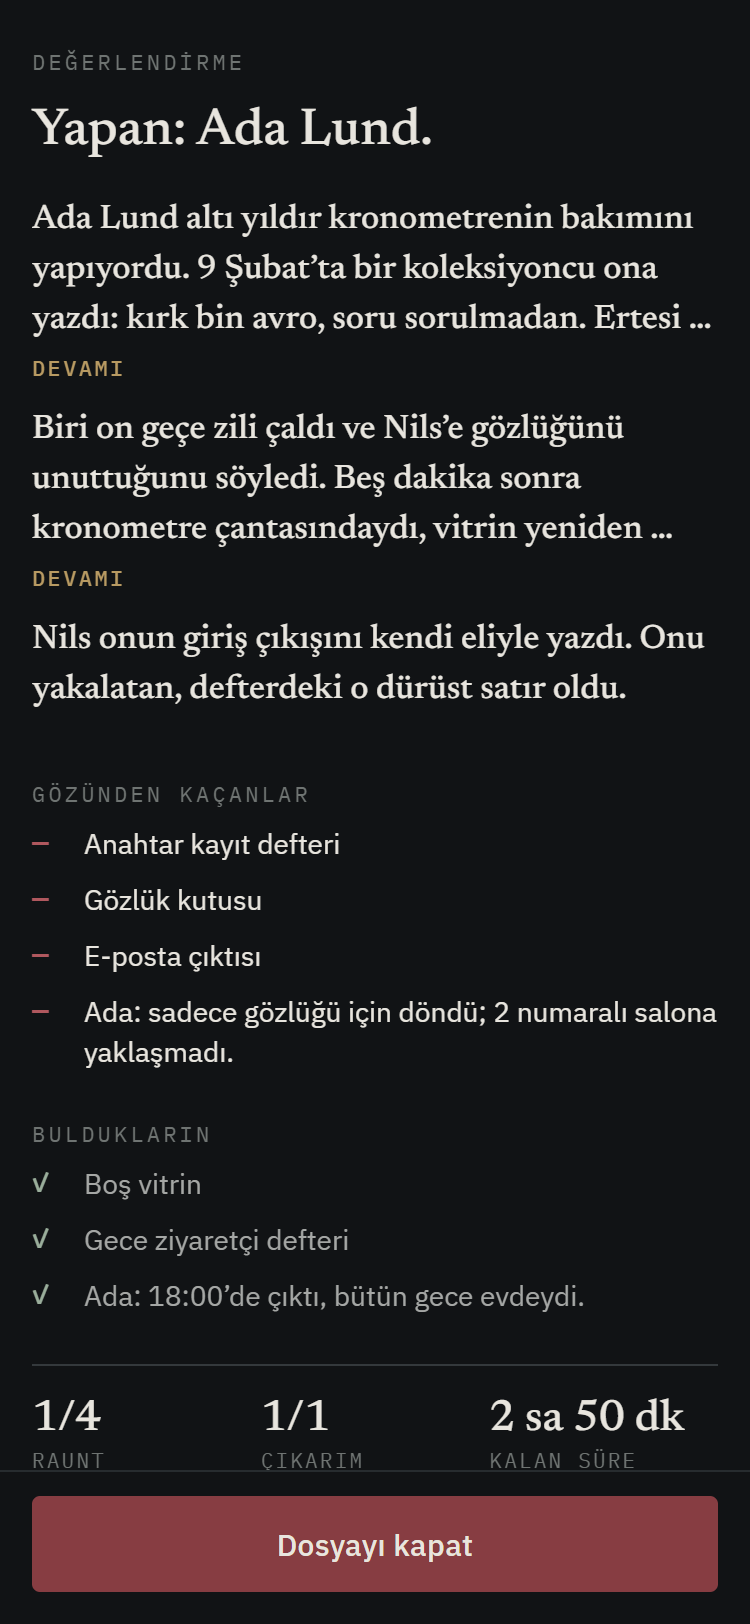 DEĞERLENDİRME
Yapan: Ada Lund.
Ada Lund altı yıldır kronometrenin bakımını
yapıyordu. 9 Şubat’ta bir koleksiyoncu ona
yazdı: kırk bin avro, soru sorulmadan. Ertesi ...
DEVAMI
Biri on geçe zili çaldı ve Nils’e gözlüğünü
unuttuğunu söyledi. Beş dakika sonra
kronometre çantasındaydı, vitrin yeniden ...
DEVAMI
Nils onun giriş çıkışını kendi eliyle yazdı. Onu
yakalatan, defterdeki o dürüst satır oldu.
GÖZÜNDEN KAÇANLAR
— Anahtar kayıt defteri
— Gözlük kutusu
— E-posta çıktısı
— Ada: sadece gözlüğü için döndü; 2 numaralı salona
yaklaşmadı.
BULDUKLARIN
✓ Boş vitrin
✓ Gece ziyaretçi defteri
✓ Ada: 18:00’de çıktı, bütün gece evdeydi.
1/4 1/1 2 sa 50 dk
RAUNT ÇIKARIM KALAN SÜRE
Dosyayı kapat